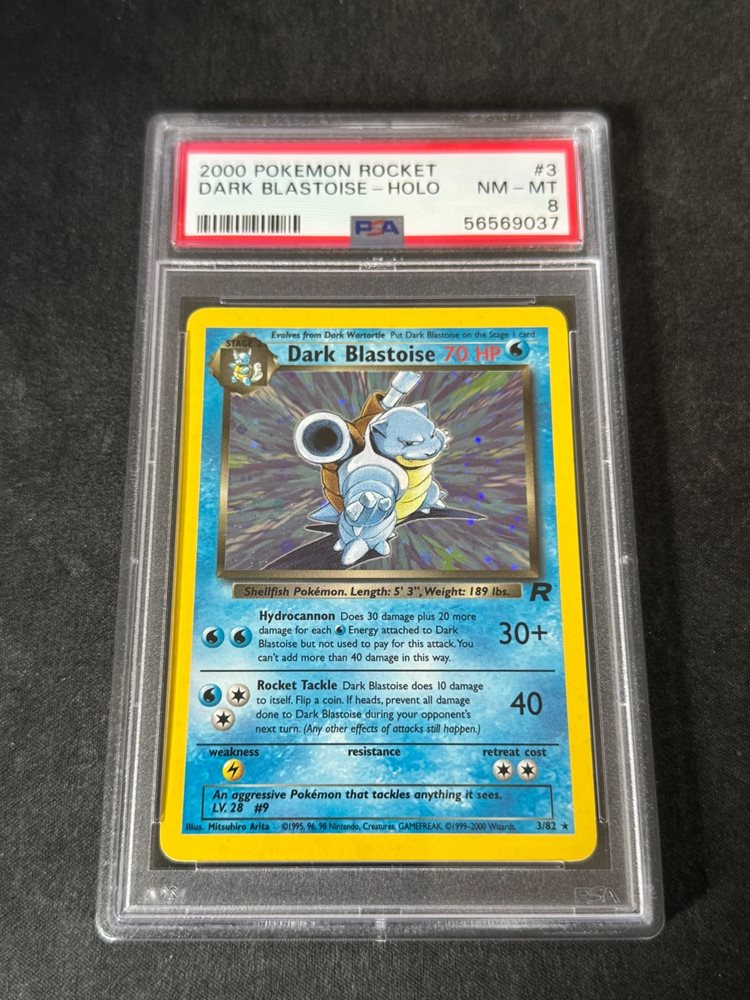 2000 POKEMON ROCKET #3
DARK BLASTOISE - HOLO NM - MT
8
PSA 56569037
Evolves from Dark Wartortle Put Dark Blastoise on the Stage 1 card
STAGE 2
Dark Blastoise 70 HP
Shellfish Pokémon. Length: 5' 3", Weight: 189 lbs.
R
Hydrocannon Does 30 damage plus 20 more
damage for each Energy attached to Dark
Blastoise but not used to pay for this attack. You
can't add more than 40 damage in this way.
30+
Rocket Tackle Dark Blastoise does 10 damage
to itself. Flip a coin. If heads, prevent all damage
done to Dark Blastoise during your opponent's
next turn. (Any other effects of attacks still happen.)
40
weakness resistance retreat cost
An aggressive Pokémon that tackles anything it sees.
LV. 28 #9
Illus. Mitsuhiro Arita ©1995, 96, 98 Nintendo, Creatures, GAMEFREAK. ©1999-2000 Wizards. 3/82 ★
PSA